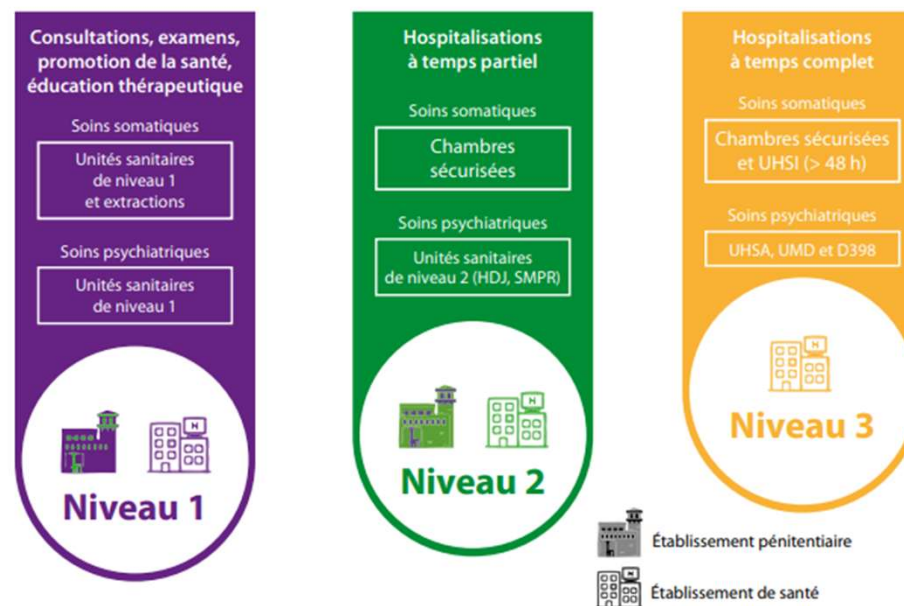 Consultations, examens,
promotion de la santé,
éducation thérapeutique
Soins somatiques
Unités sanitaires
de niveau 1
et extractions
Soins psychiatriques
Unités sanitaires
de niveau 1
Niveau 1
Hospitalisations
à temps partiel
Soins somatiques
Chambres
sécurisées
Soins psychiatriques
Unités sanitaires
de niveau 2 (HDJ, SMPR)
Niveau 2
Hospitalisations
à temps complet
Soins somatiques
Chambres sécurisées
et UHSI (> 48 h)
Soins psychiatriques
UHSA, UMD et D398
Niveau 3
Établissement pénitentiaire
Établissement de santé